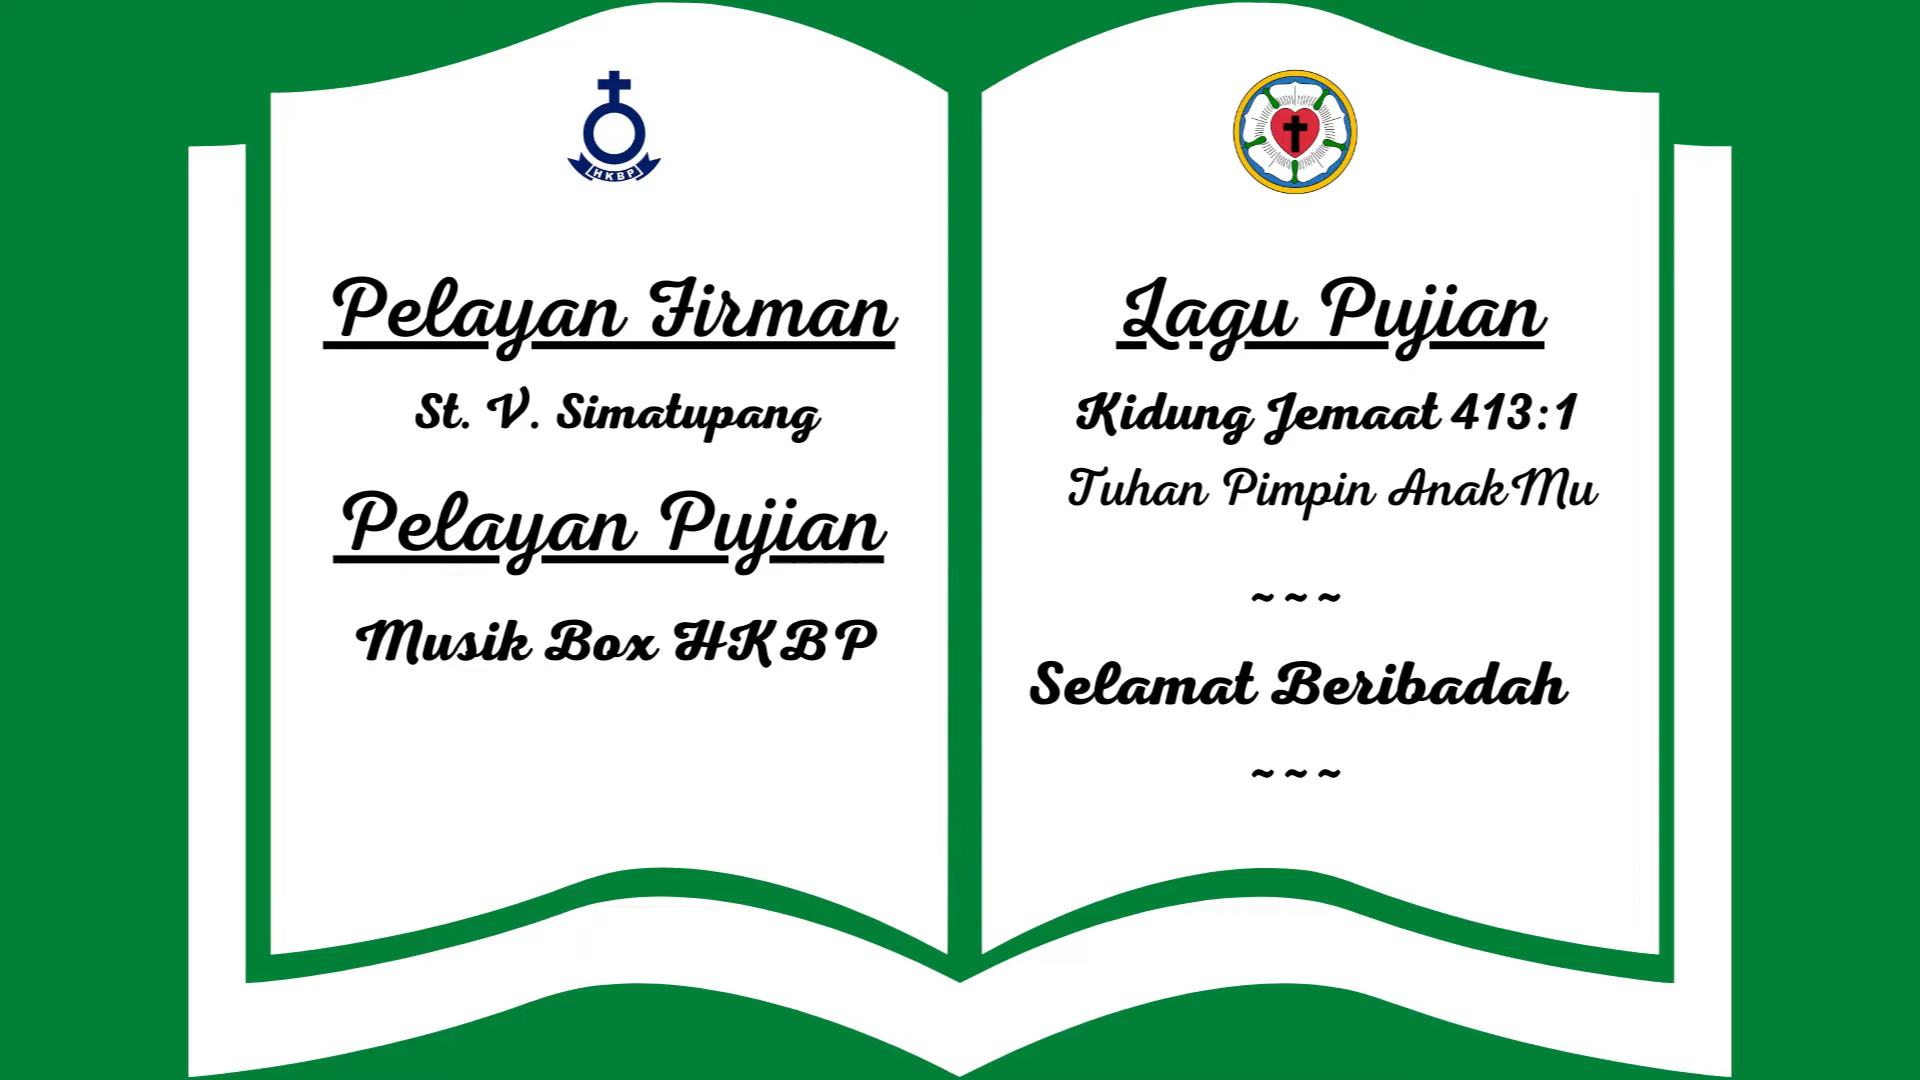 HKBP
Pelayan Firman
St. V. Simatupang
Pelayan Pujian
Musik Box HKBP
Lagu Pujian
Kidung Jemaat 413:1
Tuhan Pimpin AnakMu
~~~
Selamat Beribadah
~~~